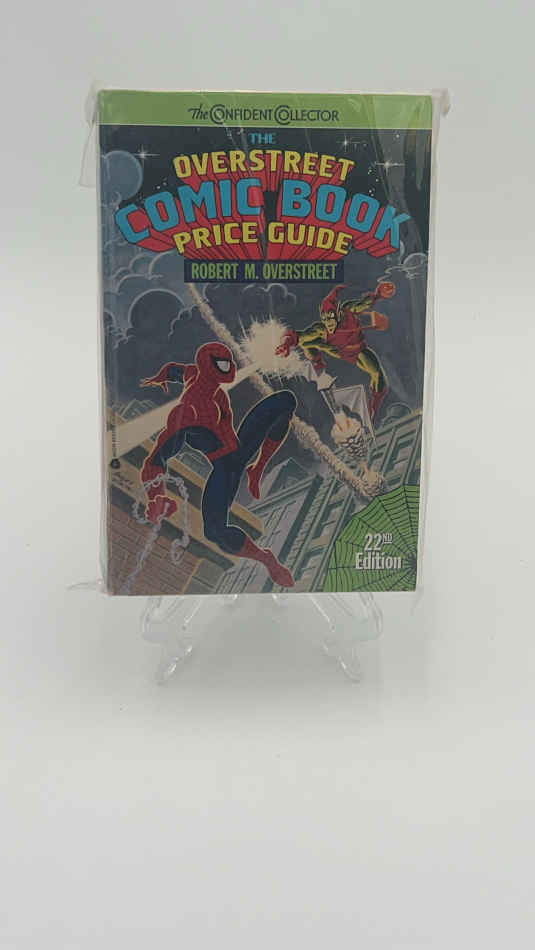 The CONFIDENT COLLECTOR
THE
OVERSTREET
COMIC BOOK
PRICE GUIDE
ROBERT M. OVERSTREET
22ND
Edition